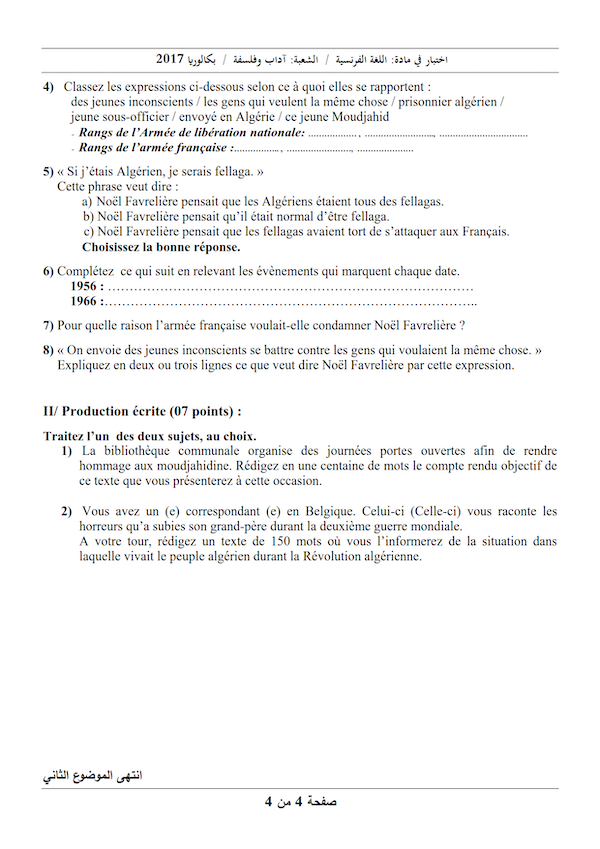 اختبار في مادة: اللغة الفرنسية / الشعبة: آداب وفلسفة / بكالوريا 2017
4) Classez les expressions ci-dessous selon ce à quoi elles se rapportent :
des jeunes inconscients / les gens qui veulent la même chose / prisonnier algérien /
jeune sous-officier / envoyé en Algérie / ce jeune Moudjahid
- Rangs de l'Armée de libération nationale: .................. , ........................., ................................
- Rangs de l'armée française :................ , ........................, ....................
5) « Si j'étais Algérien, je serais fellaga. »
Cette phrase veut dire :
a) Noël Favrelière pensait que les Algériens étaient tous des fellagas.
b) Noël Favrelière pensait qu'il était normal d'être fellaga.
c) Noël Favrelière pensait que les fellagas avaient tort de s'attaquer aux Français.
Choisissez la bonne réponse.
6) Complétez ce qui suit en relevant les évènements qui marquent chaque date.
1956 : …………………………………………………………………………
1966 :…………………………………………………………………………..
7) Pour quelle raison l'armée française voulait-elle condamner Noël Favrelière ?
8) « On envoie des jeunes inconscients se battre contre les gens qui voulaient la même chose. »
Expliquez en deux ou trois lignes ce que veut dire Noël Favrelière par cette expression.
II/ Production écrite (07 points) :
Traitez l'un des deux sujets, au choix.
1) La bibliothèque communale organise des journées portes ouvertes afin de rendre
hommage aux moudjahidine. Rédigez en une centaine de mots le compte rendu objectif de
ce texte que vous présenterez à cette occasion.
2) Vous avez un (e) correspondant (e) en Belgique. Celui-ci (Celle-ci) vous raconte les
horreurs qu'a subies son grand-père durant la deuxième guerre mondiale.
A votre tour, rédigez un texte de 150 mots où vous l'informerez de la situation dans
laquelle vivait le peuple algérien durant la Révolution algérienne.
انتهى الموضوع الثاني
صفحة 4 من 4